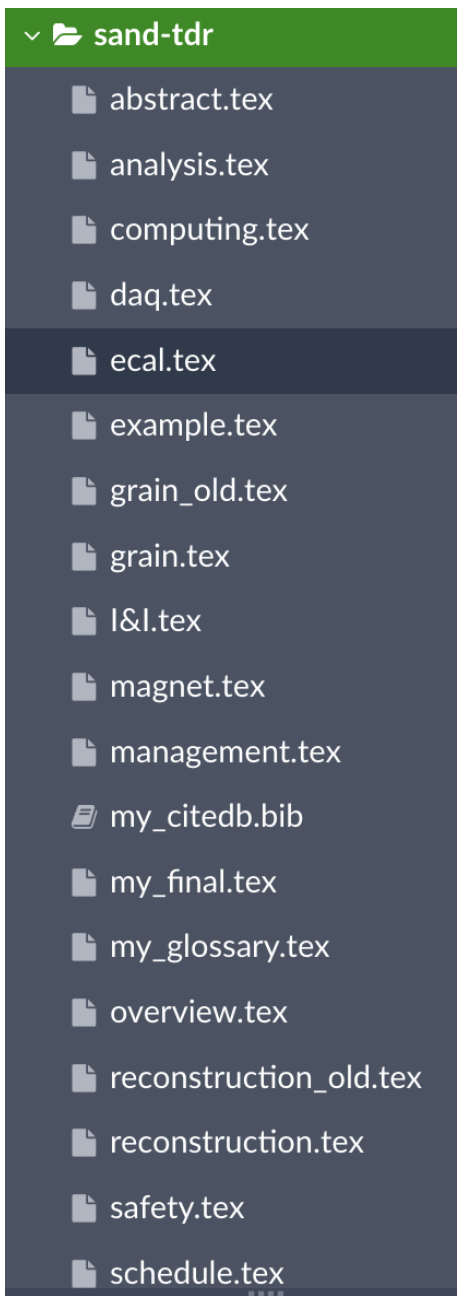 sand-tdr
abstract.tex
analysis.tex
computing.tex
daq.tex
ecal.tex
example.tex
grain_old.tex
grain.tex
I&I.tex
magnet.tex
management.tex
my_citedb.bib
my_final.tex
my_glossary.tex
overview.tex
reconstruction_old.tex
reconstruction.tex
safety.tex
schedule.tex